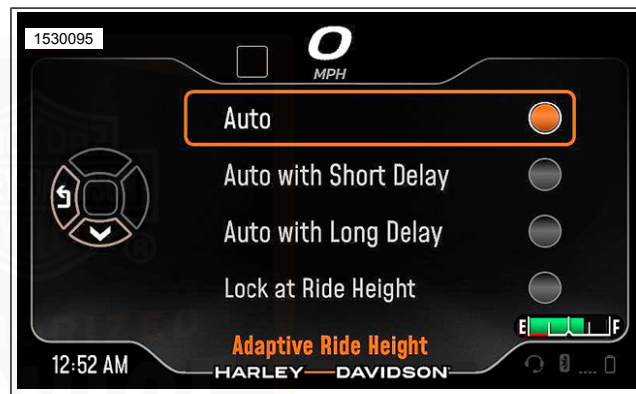 1530095
0
MPH
Auto
Auto with Short Delay
Auto with Long Delay
Lock at Ride Height
E F
Adaptive Ride Height
12:52 AM
HARLEY DAVIDSON